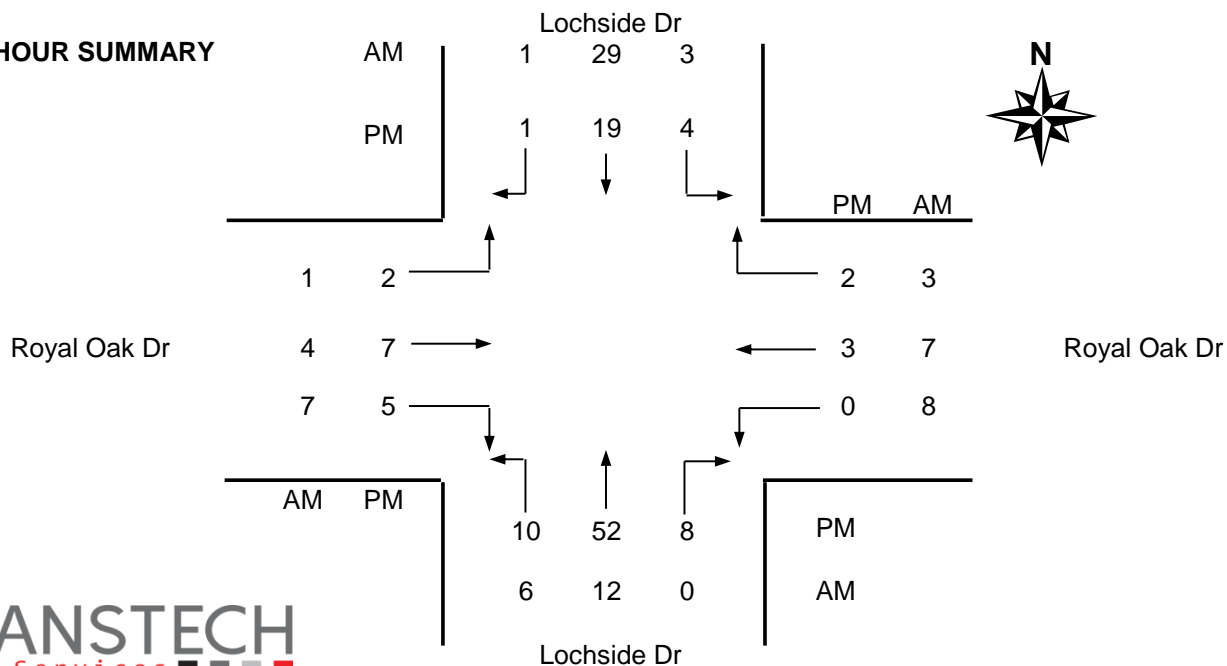 Lochside Dr
HOUR SUMMARY AM 1 29 3 N
PM 1 19 4
PM AM
1 2 2 3
Royal Oak Dr 4 7 3 7 Royal Oak Dr
7 5 0 8
AM PM
10 52 8 PM
6 12 0 AM
ANSTECH
Services
Lochside Dr